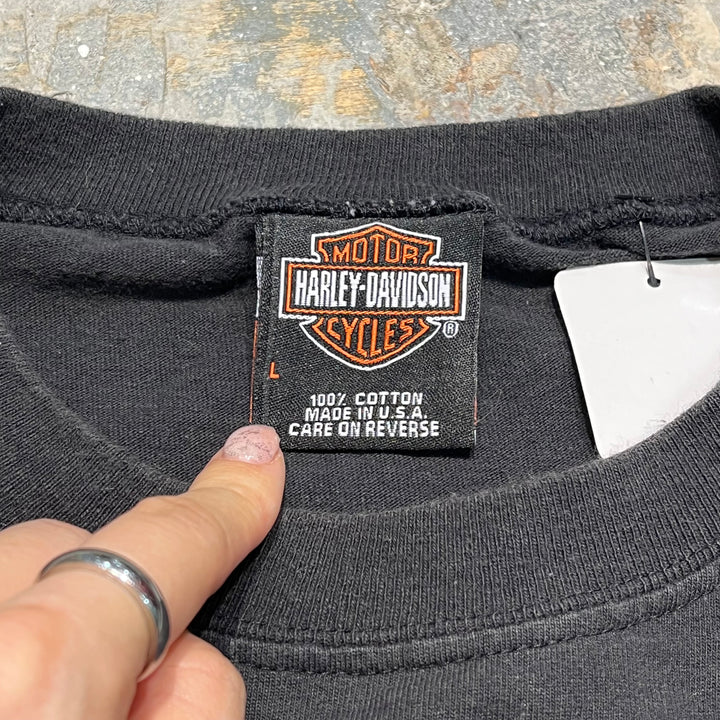 MOTOR
HARLEY-DAVIDSON
CYCLES
®
L
100% COTTON
MADE IN U.S.A.
CARE ON REVERSE